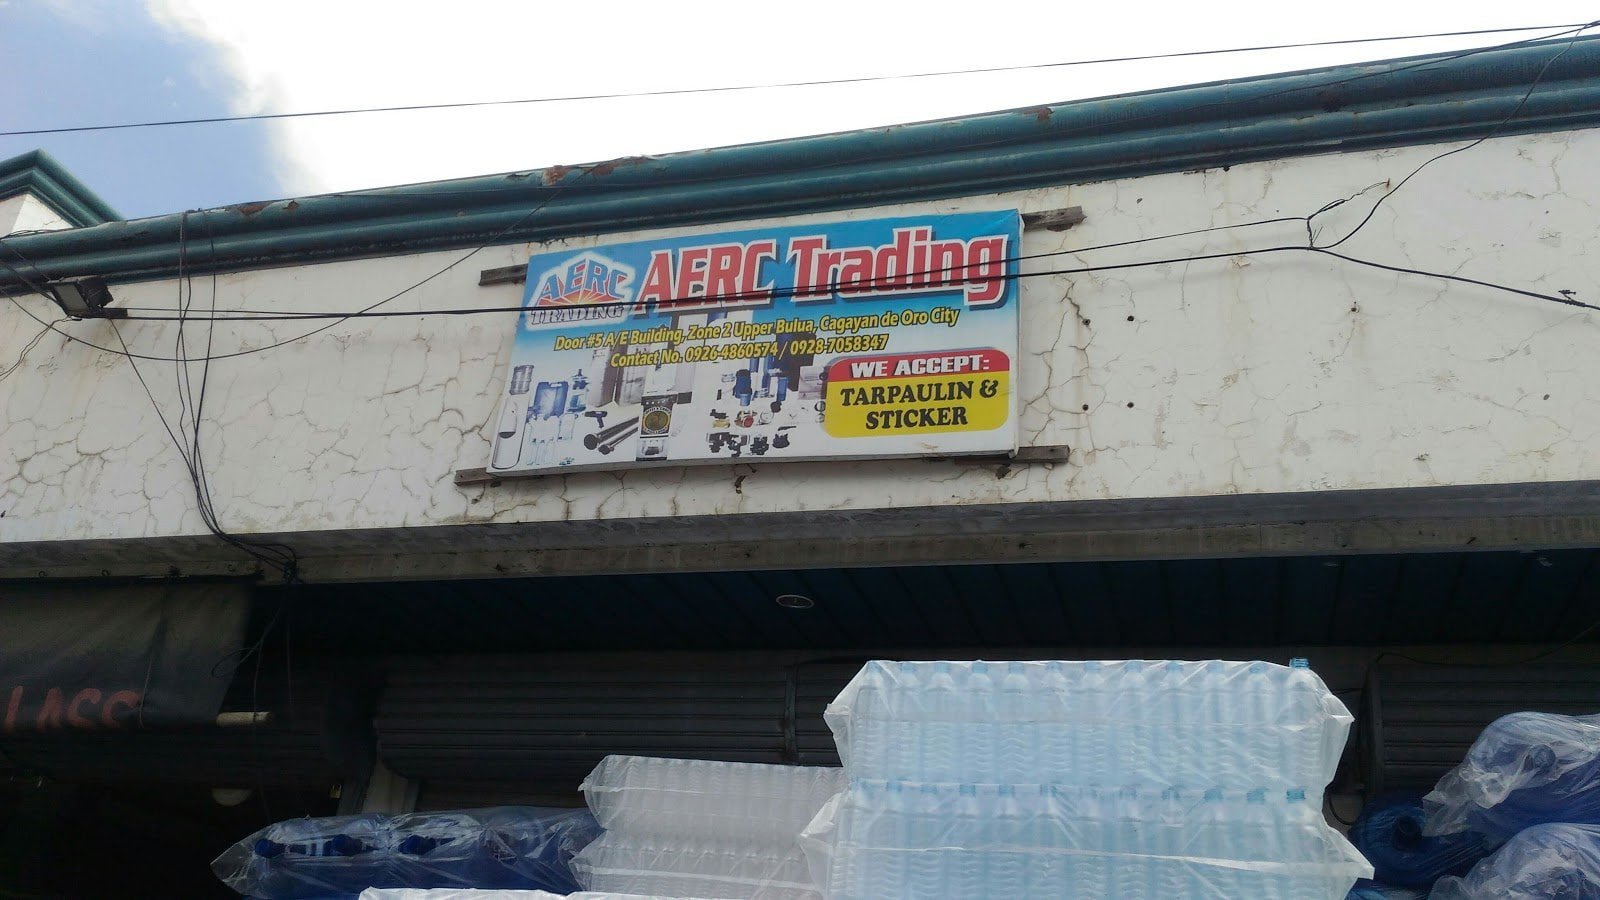 AERC
TRADING
AERC Trading
Door #5 A/E Building, Zone 2 Upper Bulua, Cagayan de Oro City
Contact No. 0926-4860574 / 0928-7058347
WE ACCEPT:
TARPAULIN &
STICKER
LASS